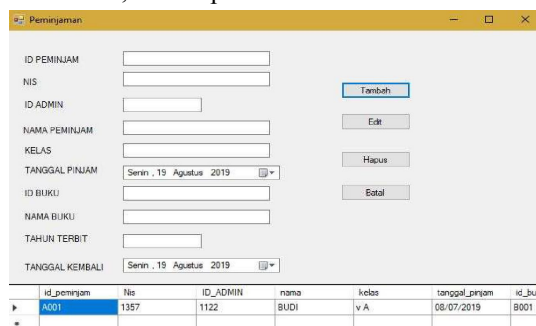 Peminjaman
ID PEMINJAM
NIS
Tambah
ID ADMIN
Edit
NAMA PEMINJAM
KELAS
Hapus
TANGGAL PINJAM Senin , 19 Agustus 2019
ID BUKU
Batal
NAMA BUKU
TAHUN TERBIT
TANGGAL KEMBALI Senin , 19 Agustus 2019
id_peminjam Nis ID_ADMIN nama kelas tanggal_pinjam id_bu
A001 1357 1122 BUDI v A 08/07/2019 B001